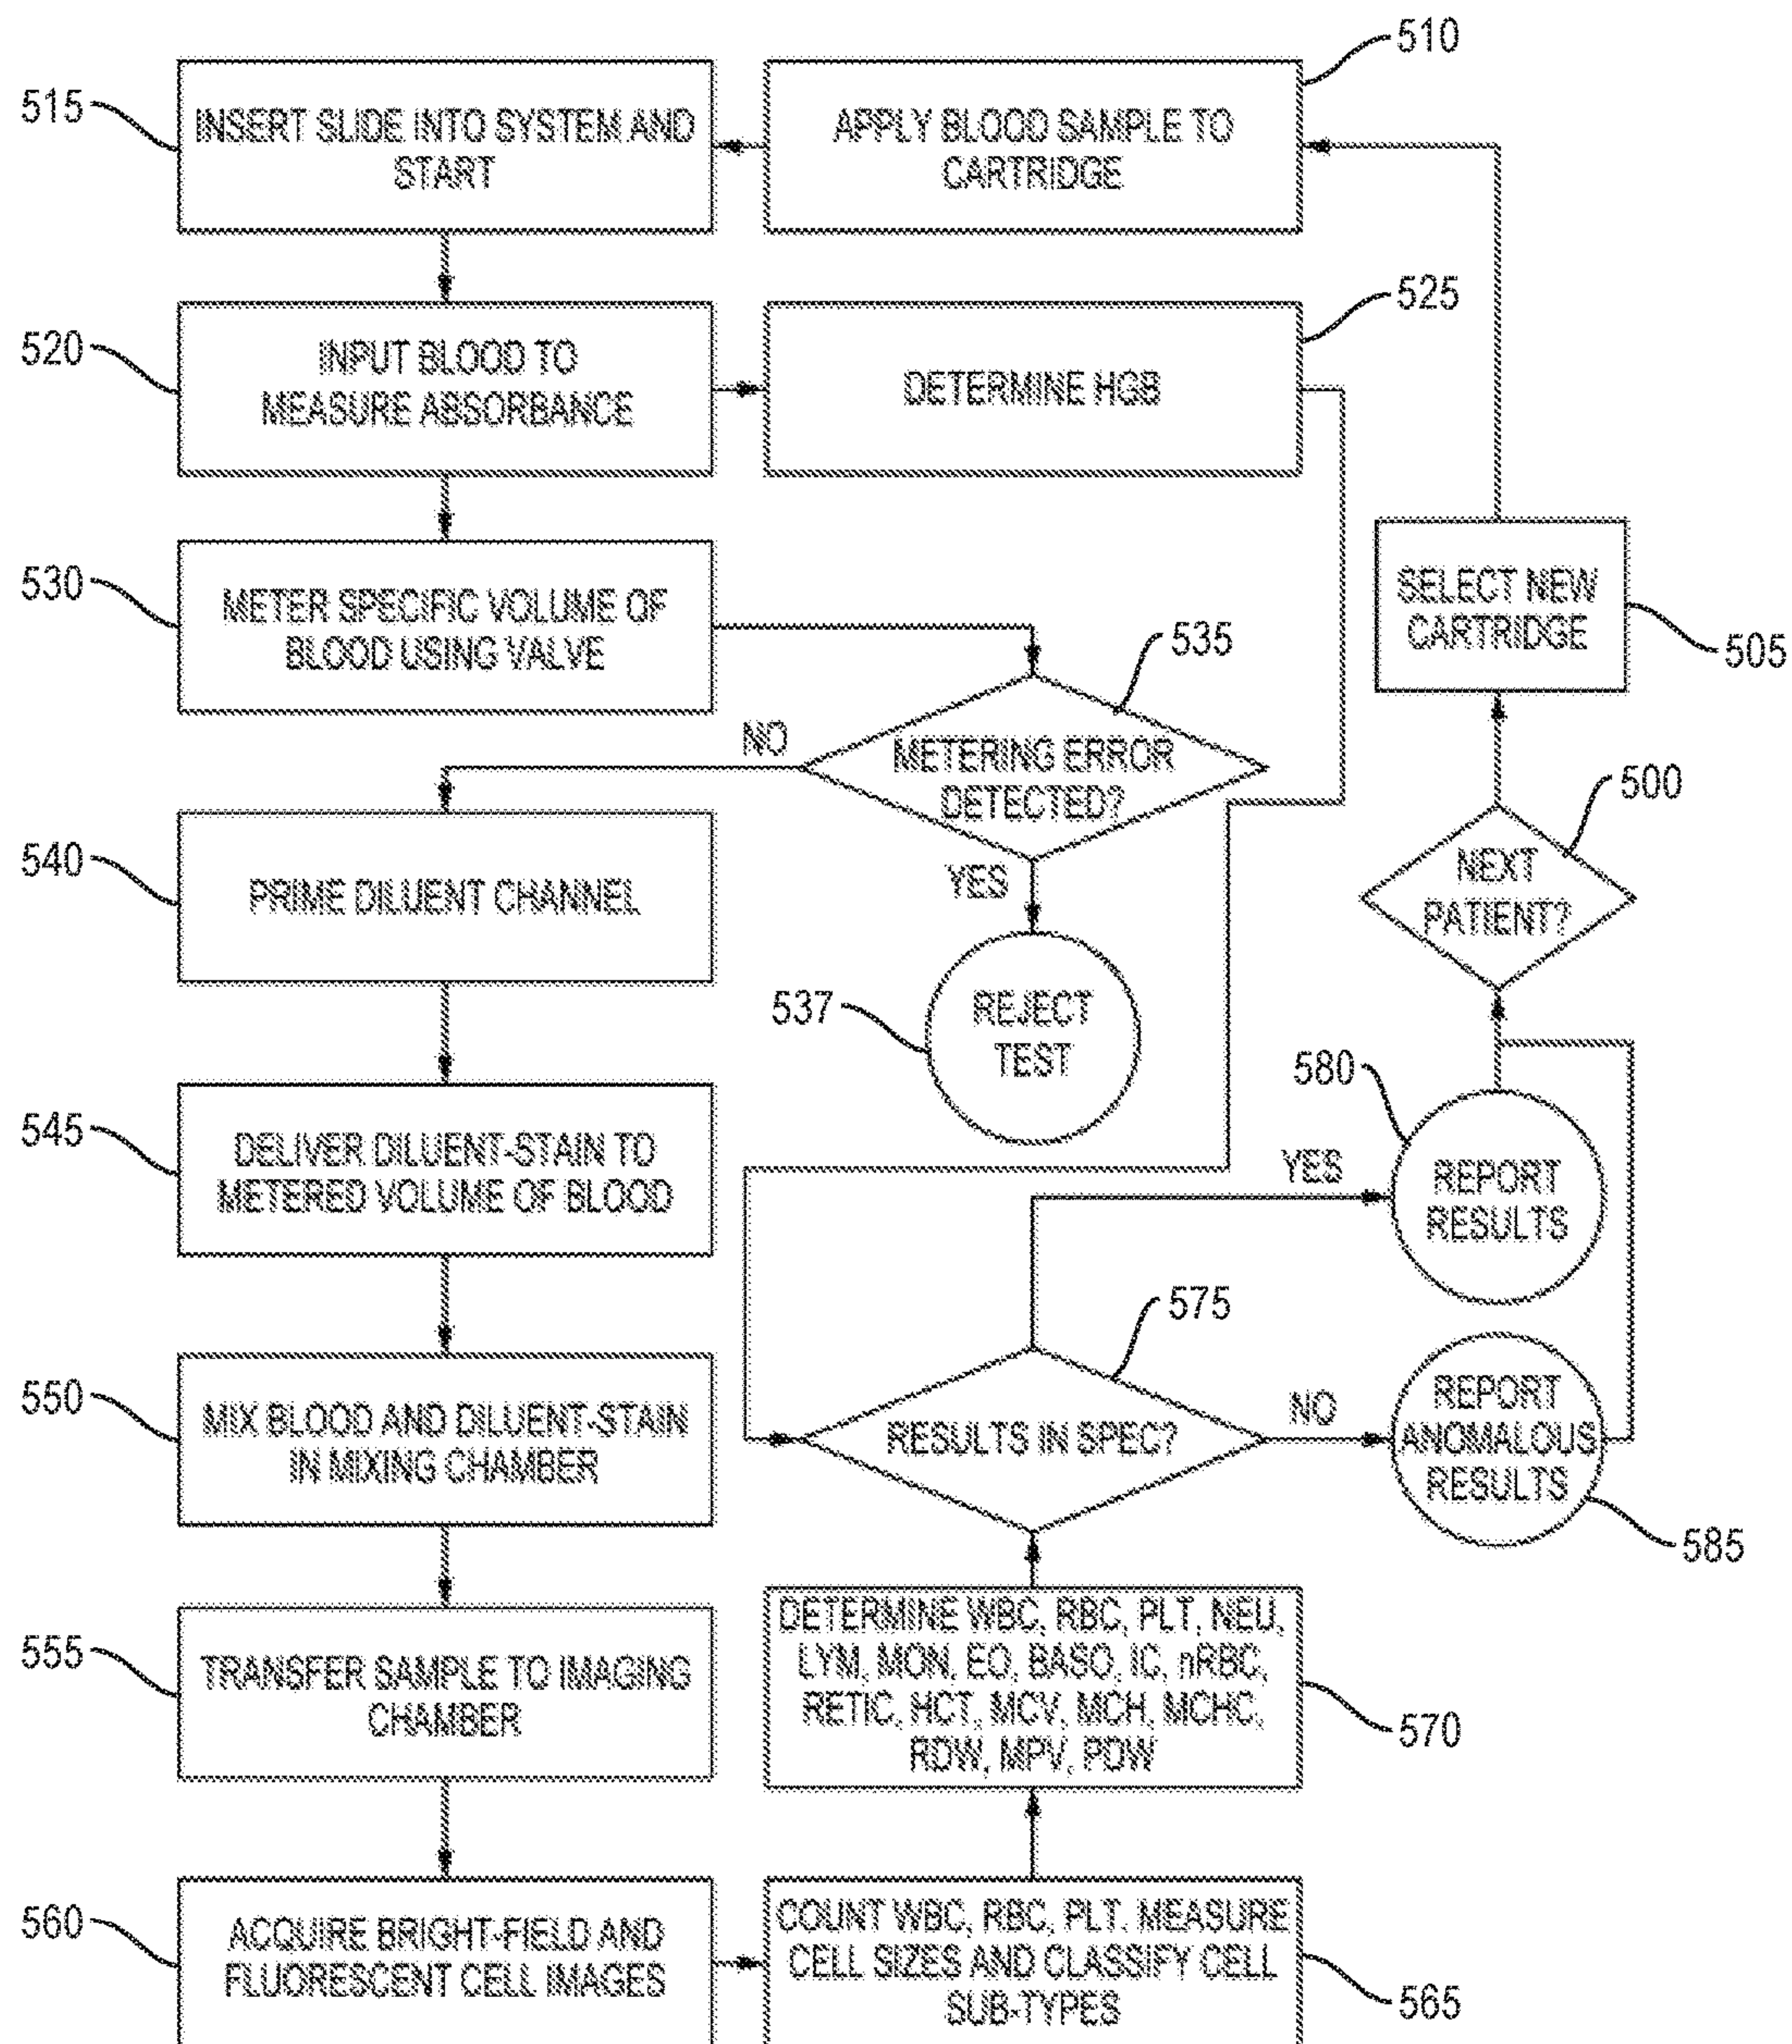 510
515
INSERT SLIDE INTO SYSTEM AND
START
APPLY BLOOD SAMPLE TO
CARTRIDGE
525
520
INPUT BLOOD TO
MEASURE ABSORBANCE
DETERMINE HGB
530
METER SPECIFIC VOLUME OF
BLOOD USING VALVE
535
SELECT NEW
CARTRIDGE
505
NO
METERING ERROR
DETECTED?
YES
500
NEXT
PATIENT?
540
PRIME DILUENT CHANNEL
537
REJECT
TEST
545
DELIVER DILUENT-STAIN TO
METERED VOLUME OF BLOOD
580
YES
REPORT
RESULTS
575
550
MIX BLOOD AND DILUENT-STAIN
IN MIXING CHAMBER
RESULTS IN SPEC?
NO
REPORT
ANOMALOUS
RESULTS
585
555
TRANSFER SAMPLE TO IMAGING
CHAMBER
DETERMINE WBC, RBC, PLT, NEU,
LYM, MON, EO, BASO, IC, nRBC,
RETIC, HCT, MCV, MCH, MCHC,
RDW, MPV, PDW
570
560
ACQUIRE BRIGHT-FIELD AND
FLUORESCENT CELL IMAGES
COUNT WBC, RBC, PLT. MEASURE
CELL SIZES AND CLASSIFY CELL
SUB-TYPES
565